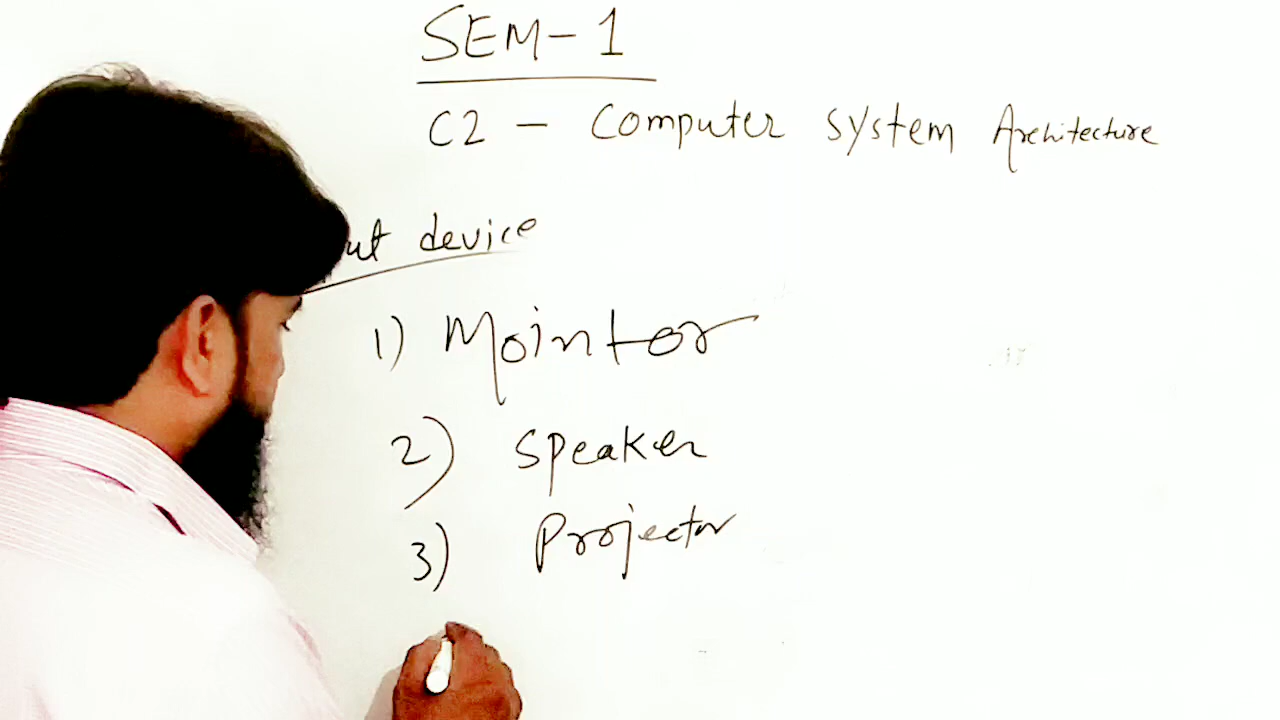 SEM-1
C2 - Computer system Architecture
ut device
1) Mointor
2) Speaker
3) Projector